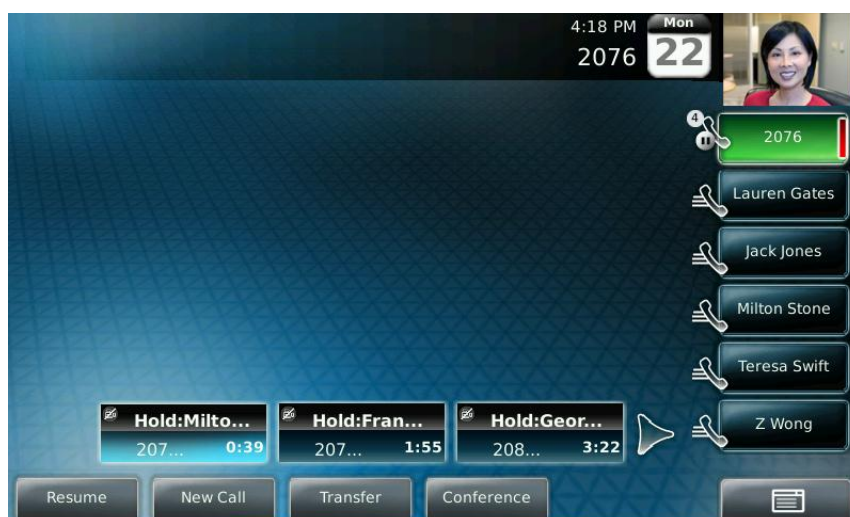 4:18 PM
Mon
2076
22
4
2076
Lauren Gates
Jack Jones
Milton Stone
Teresa Swift
Z Wong
Hold:Milto...
207... 0:39
Hold:Fran...
207... 1:55
Hold:Geor...
208... 3:22
Resume
New Call
Transfer
Conference